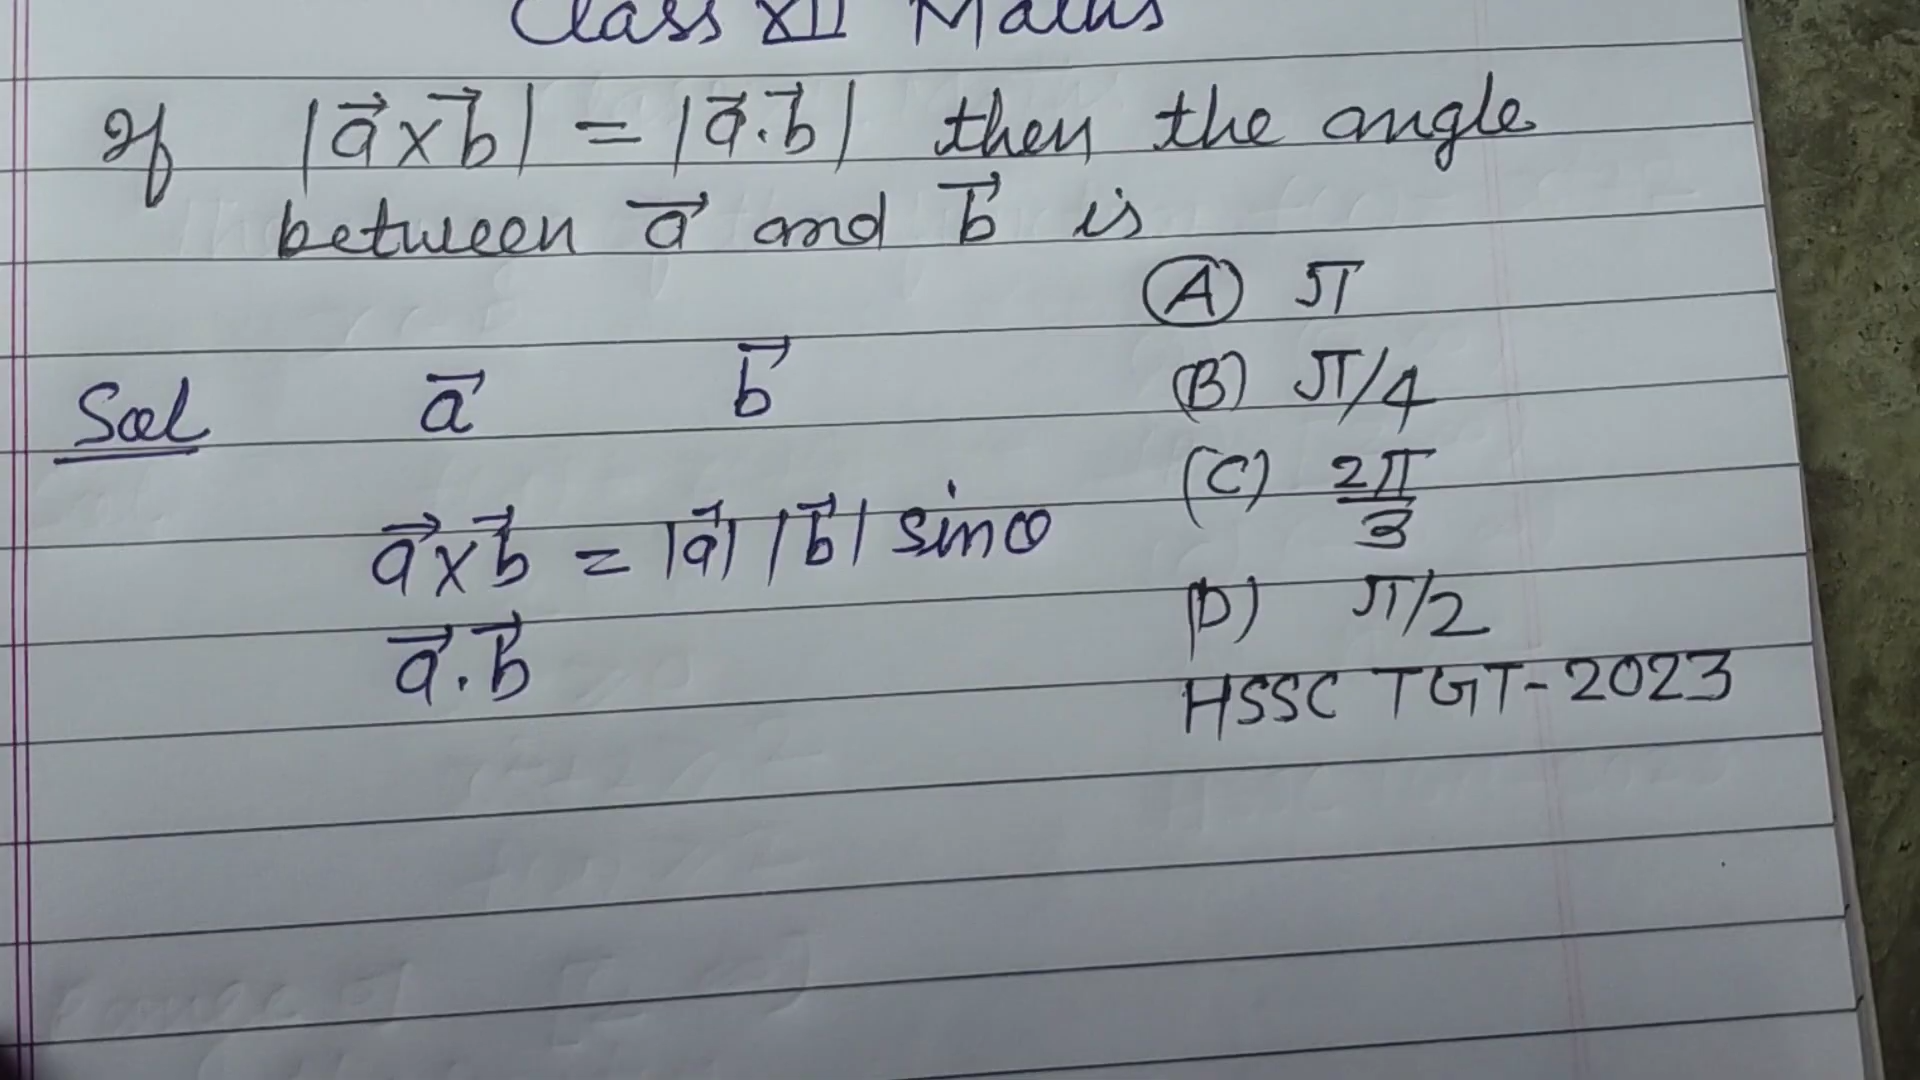 Class XII Maths
If |a⃗×b⃗| = |a⃗.b⃗| then the angle
between a⃗ and b⃗ is
(A) π
(B) π/4
(C) 2π/3
(D) π/2
HSSC TGT-2023
Sol a⃗ b⃗
a⃗×b⃗ = |a⃗| |b⃗| sinθ
a⃗.b⃗